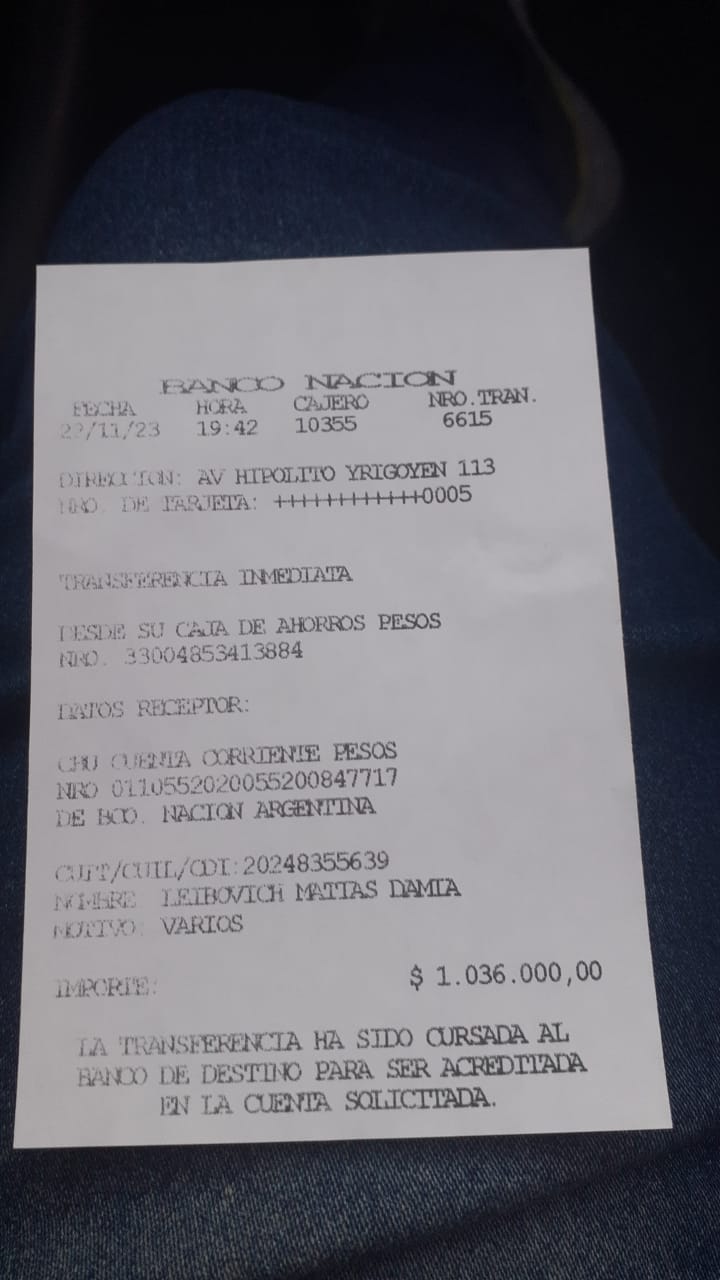 BANCO NACION
FECHA HORA CAJERO NRO.TRAN.
19:42 10355 6615
DIRECCION: AV HIPOLITO YRIGOYEN 113
NRO. DE TARJETA: ++++++++++++0005
TRANSFERENCIA INMEDIATA
DESDE SU CAJA DE AHORROS PESOS
NRO. 33004853413884
DATOS RECEPTOR:
CBU CUENTA CORRIENTE PESOS
NRO 0110552020055200847717
DE BCO. NACION ARGENTINA
CUIT/CUIL/CDI:20248355639
NOMBRE: LEIBOVICH MATIAS DAMIA
MOTIVO: VARIOS
IMPORTE: $ 1.036.000,00
LA TRANSFERENCIA HA SIDO CURSADA AL
BANCO DE DESTINO PARA SER ACREDITADA
EN LA CUENTA SOLICITADA.